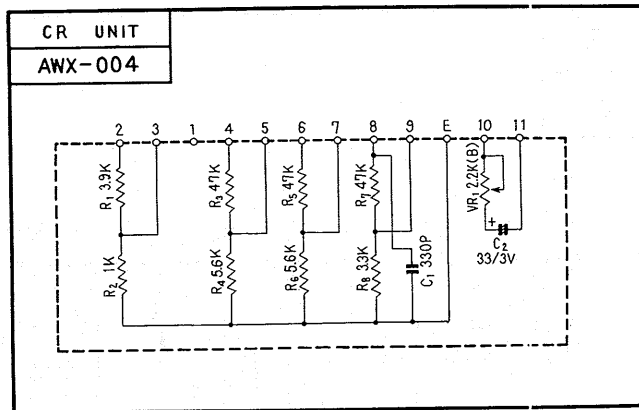 CR UNIT
AWX-004
2 3 1 4 5 6 7 8 9 E 10 11
R1 3.9K
R2 1K
R3 47K
R4 5.6K
R5 47K
R6 5.6K
R7 47K
R8 3.3K
C1 330P
VR1 2.2K(B)
+
C2
33/3V